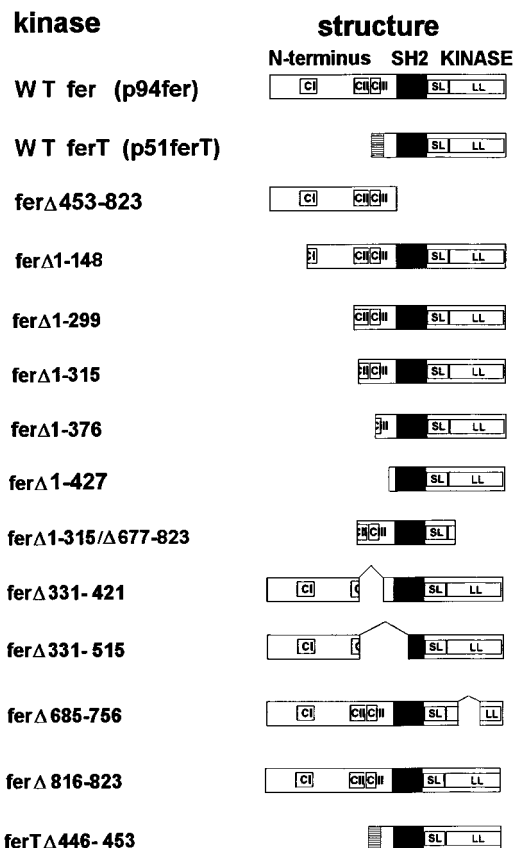 kinase structure
N-terminus SH2 KINASE
W T fer (p94fer) CI CII CIII SL LL
W T ferT (p51ferT) SL LL
fer∆453-823 CI CII CIII
fer∆1-148 CI CII CIII SL LL
fer∆1-299 CII CIII SL LL
fer∆1-315 CIII SL LL
fer∆1-376 SL LL
fer∆1-427 SL LL
fer∆1-315/∆677-823 SL
fer∆331-421 CI SL LL
fer∆331-515 CI SL LL
fer∆685-756 CI CII CIII SL LL
fer∆816-823 CI CII CIII SL LL
ferT∆446-453 SL LL